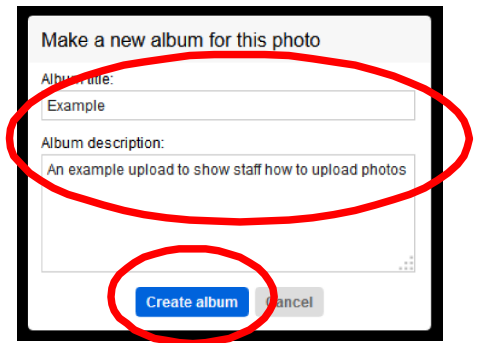 Make a new album for this photo
Album title:
Example
Album description:
An example upload to show staff how to upload photos
Create album Cancel